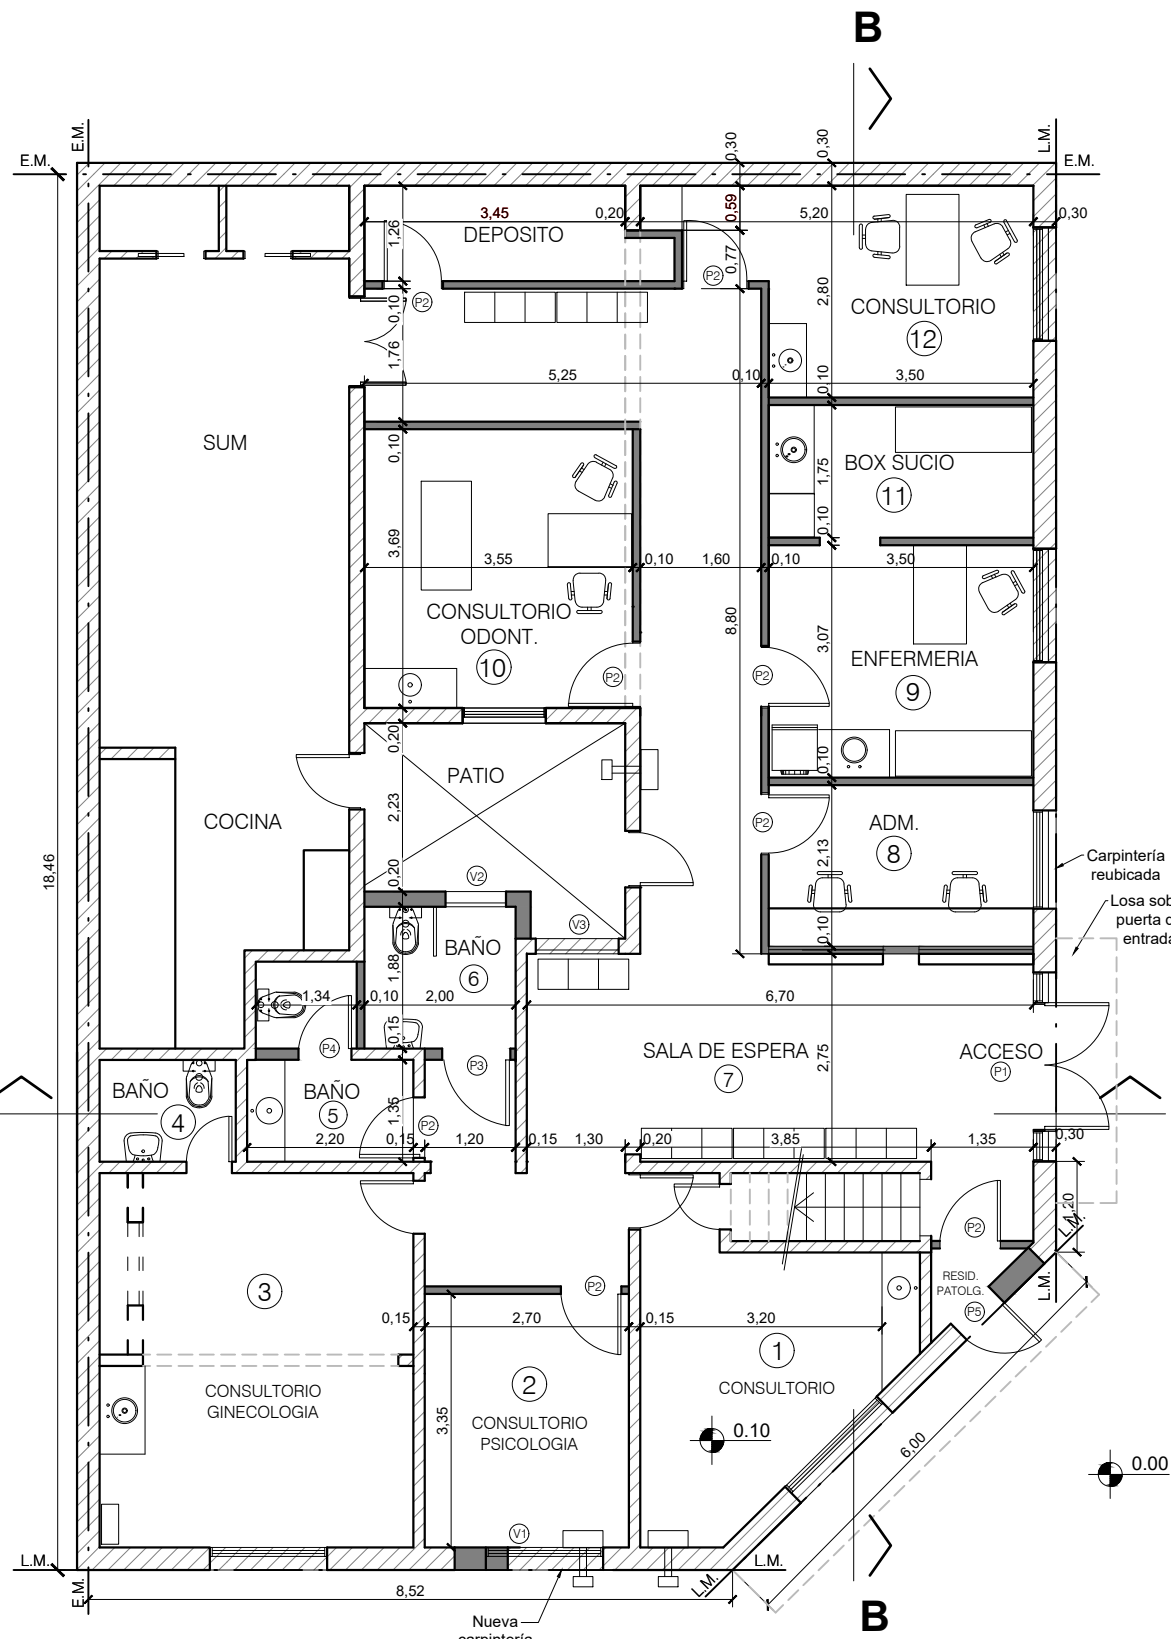 B
E.M.
E.M.
L.M.
E.M.
0,30
0,30
3,45
0,20
0,59
5,20
0,30
DEPOSITO
1,26
0,77
P2
P2
2,80
CONSULTORIO
12
0,10
1,76
5,25
0,10
0,10
3,50
SUM
0,10
BOX SUCIO
11
1,75
0,10
3,69
3,55
0,10
1,60
0,10
3,50
CONSULTORIO
ODONT.
10
8,80
3,07
ENFERMERIA
9
P2
P2
0,20
PATIO
0,10
2,23
COCINA
P2
ADM.
8
2,13
18,46
0,20
V2
Carpintería
reubicada
V3
0,10
Losa sob
puerta d
entrada
BAÑO
6
1,88
1,34
0,10
2,00
6,70
0,15
P4
P3
SALA DE ESPERA
7
2,75
ACCESO
P1
BAÑO
4
BAÑO
5
1,35
P2
2,20
0,15
1,20
0,15
1,30
0,20
3,85
1,35
0,30
1,20
L.M.
P2
3
P2
RESID.
PATOLG.
P5
L.M.
0,15
2,70
0,15
3,20
1
CONSULTORIO
2
CONSULTORIO
PSICOLOGIA
CONSULTORIO
GINECOLOGIA
3,35
0.10
6,00
0.00
V1
L.M.
L.M.
L.M.
E.M.
8,52
Nueva
carpintería
B